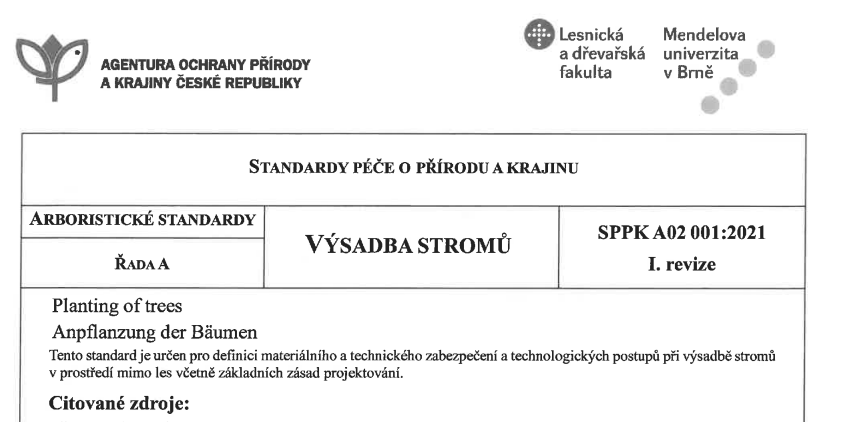 AGENTURA OCHRANY PŘÍRODY
A KRAJINY ČESKÉ REPUBLIKY
Lesnická
a dřevařská
fakulta
Mendelova
univerzita
v Brně
STANDARDY PÉČE O PŘÍRODU A KRAJINU
ARBORISTICKÉ STANDARDY
ŘADA A
VÝSADBA STROMŮ
SPPK A02 001:2021
I. revize
Planting of trees
Anpflanzung der Bäumen
Tento standard je určen pro definici materiálního a technického zabezpečení a technologických postupů při výsadbě stromů
v prostředí mimo les včetně základních zásad projektování.
Citované zdroje: